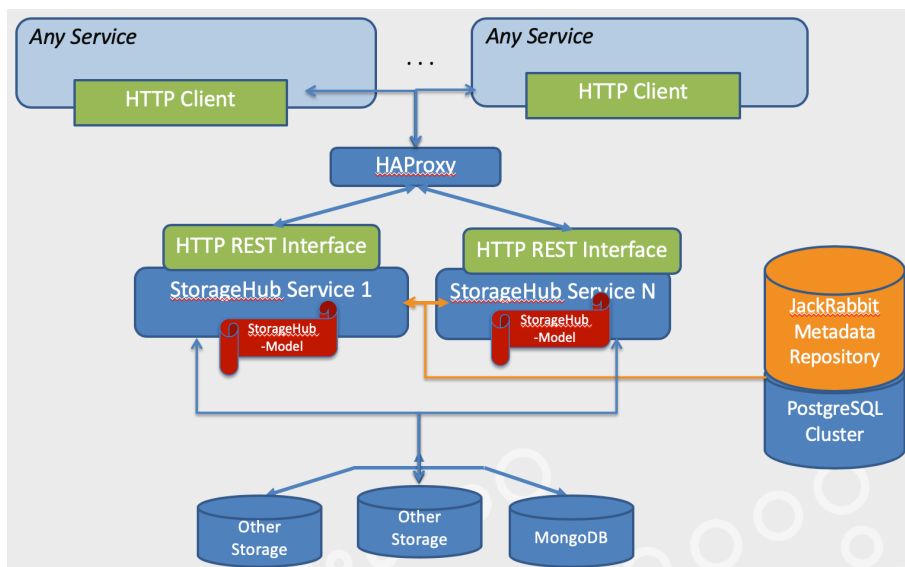 Any Service
Any Service
...
HTTP Client
HTTP Client
HAProxy
HTTP REST Interface
HTTP REST Interface
StorageHub Service 1
StorageHub Service N
StorageHub
-Model
StorageHub
-Model
JackRabbit
Metadata
Repository
PostgreSQL
Cluster
Other
Storage
Other
Storage
MongoDB